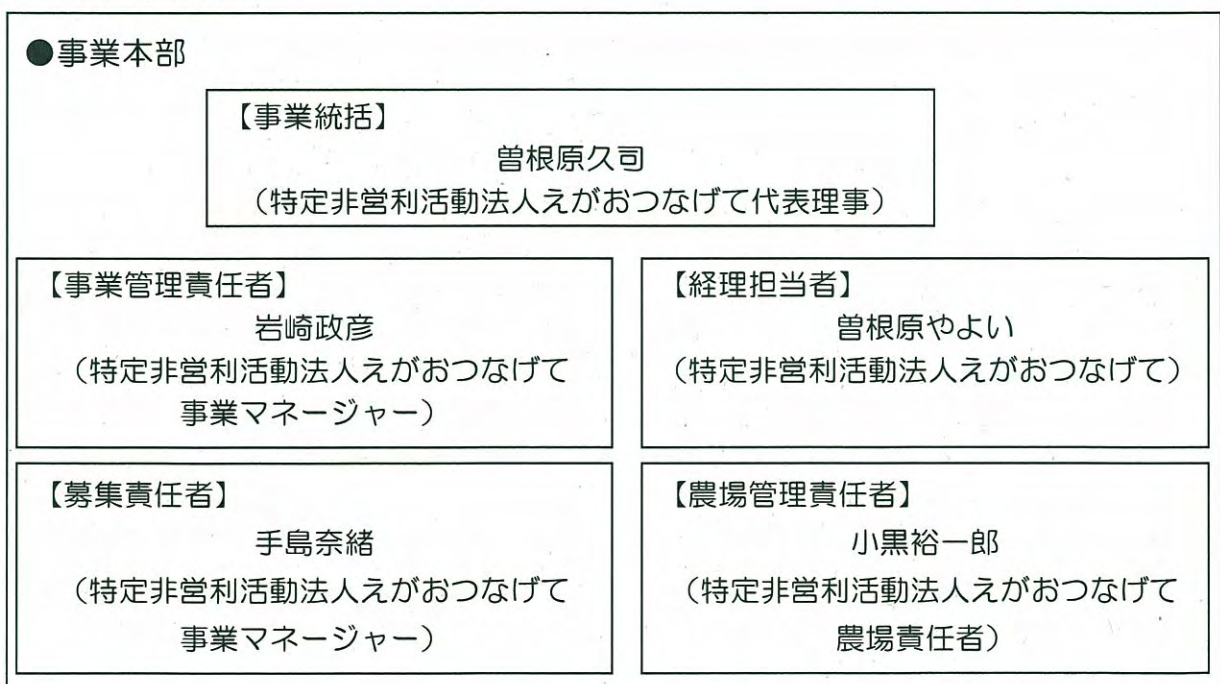 ●事業本部
【事業統括】
曽根原久司
（特定非営利活動法人えがおつなげて代表理事）
【事業管理責任者】
岩崎政彦
（特定非営利活動法人えがおつなげて
事業マネージャー）
【経理担当者】
曽根原やよい
（特定非営利活動法人えがおつなげて）
【募集責任者】
手島奈緒
（特定非営利活動法人えがおつなげて
事業マネージャー）
【農場管理責任者】
小黒裕一郎
（特定非営利活動法人えがおつなげて
農場責任者）